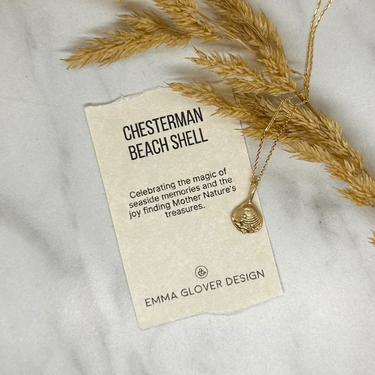 CHESTERMAN
BEACH SHELL
Celebrating the magic of
seaside memories and the
joy finding Mother Nature's
treasures.
EMMA GLOVER DESIGN